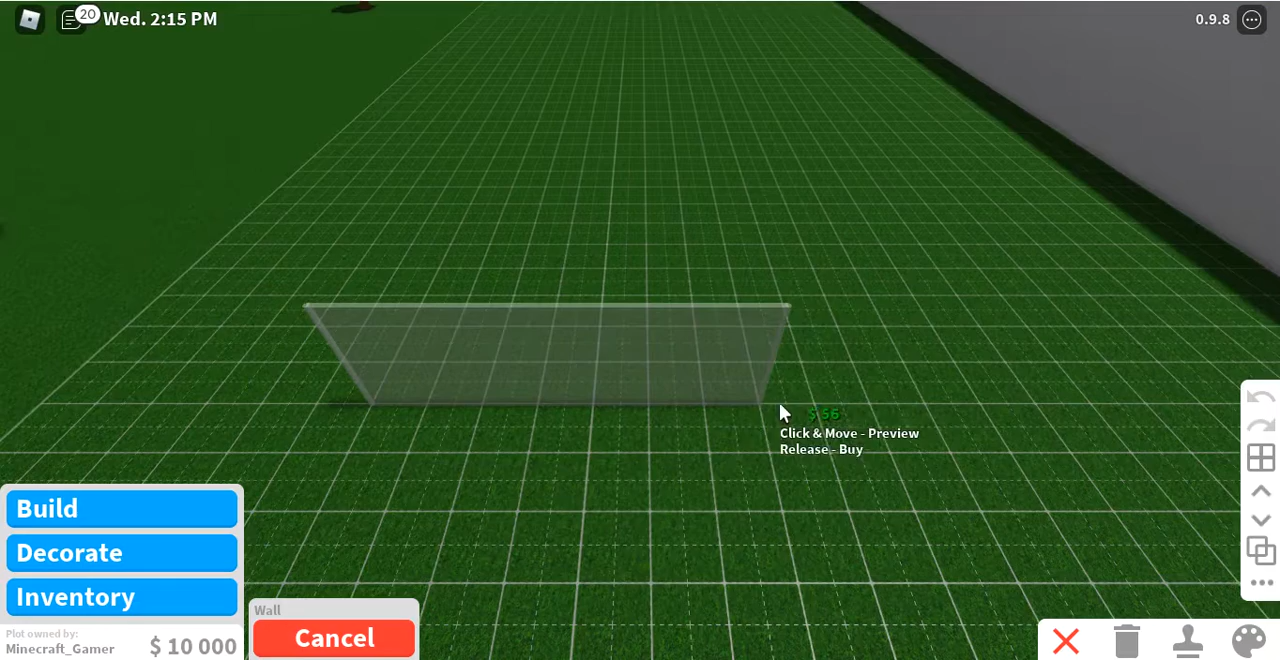 20
Wed. 2:15 PM
0.9.8
$ 56
Click & Move - Preview
Release - Buy
Build
Decorate
Inventory
Plot owned by:
Minecraft_Gamer
$ 10 000
Wall
Cancel